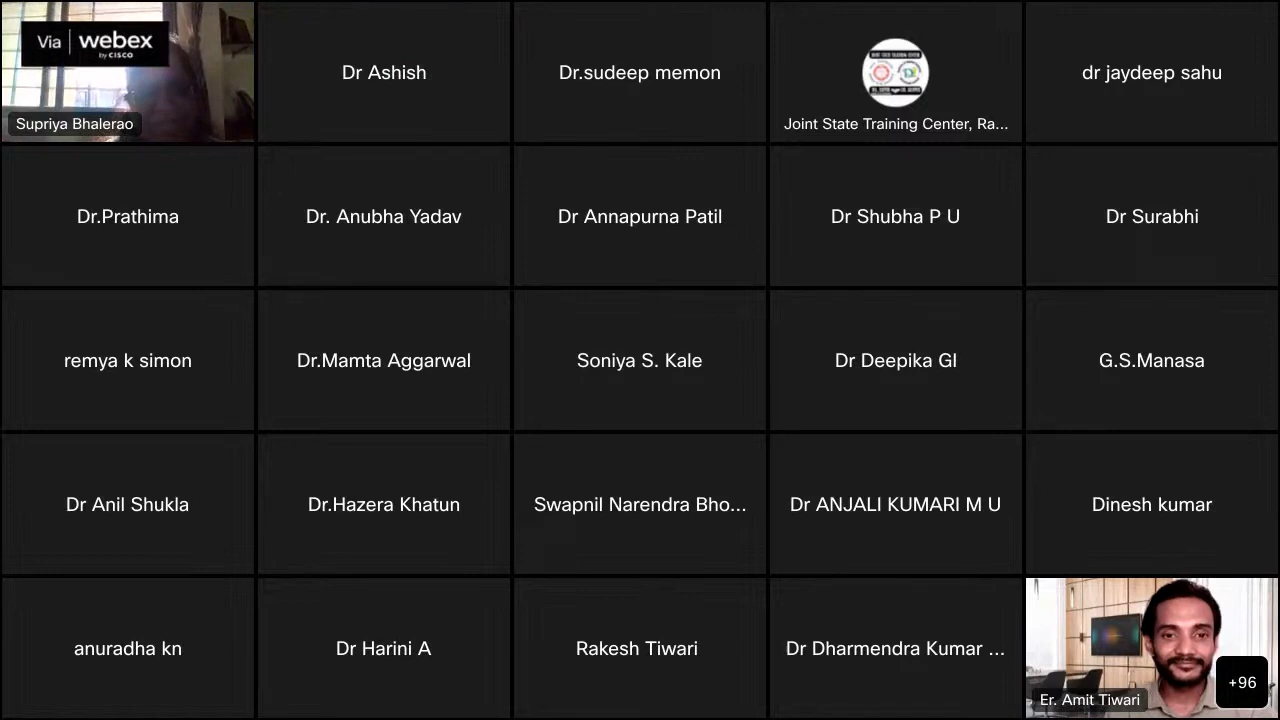 Via webex
by CISCO
Supriya Bhalerao
Dr Ashish
Dr.sudeep memon
Joint State Training Center, Ra...
dr jaydeep sahu
Dr.Prathima
Dr. Anubha Yadav
Dr Annapurna Patil
Dr Shubha P U
Dr Surabhi
remya k simon
Dr.Mamta Aggarwal
Soniya S. Kale
Dr Deepika GI
G.S.Manasa
Dr Anil Shukla
Dr.Hazera Khatun
Swapnil Narendra Bho...
Dr ANJALI KUMARI M U
Dinesh kumar
anuradha kn
Dr Harini A
Rakesh Tiwari
Dr Dharmendra Kumar ...
Er. Amit Tiwari
+96